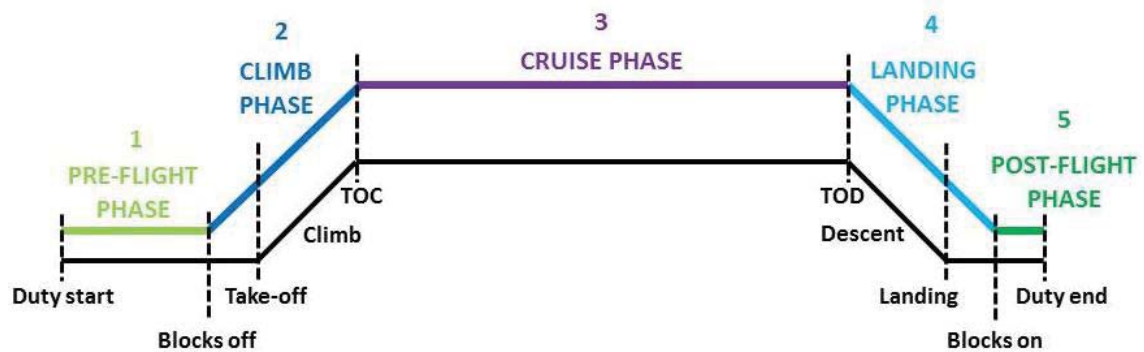 1
PRE-FLIGHT
PHASE
2
CLIMB
PHASE
3
CRUISE PHASE
4
LANDING
PHASE
5
POST-FLIGHT
PHASE
TOC
TOD
Climb
Descent
Duty start
Take-off
Landing
Duty end
Blocks off
Blocks on